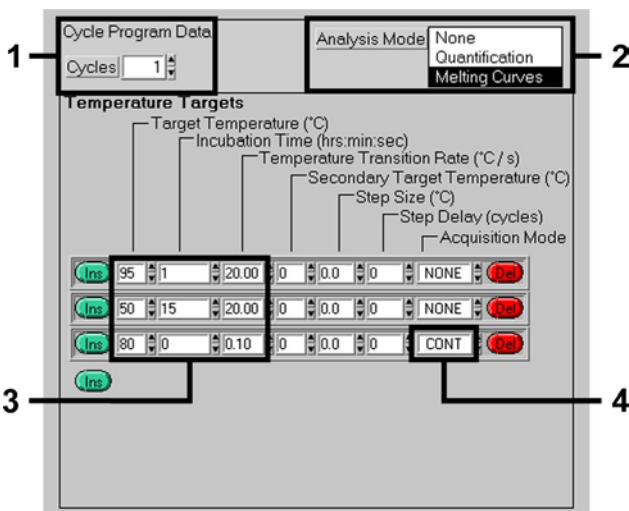 Cycle Program Data
Cycles 1
Analysis Mode None
Quantification
Melting Curves
1
2
Temperature Targets
Target Temperature (°C)
Incubation Time (hrs:min:sec)
Temperature Transition Rate (°C / s)
Secondary Target Temperature (°C)
Step Size (°C)
Step Delay (cycles)
Acquisition Mode
Ins 95 1 20.00 0 0.0 0 NONE Del
Ins 50 15 20.00 0 0.0 0 NONE Del
Ins 80 0 0.10 0 0.0 0 CONT Del
Ins
3
4